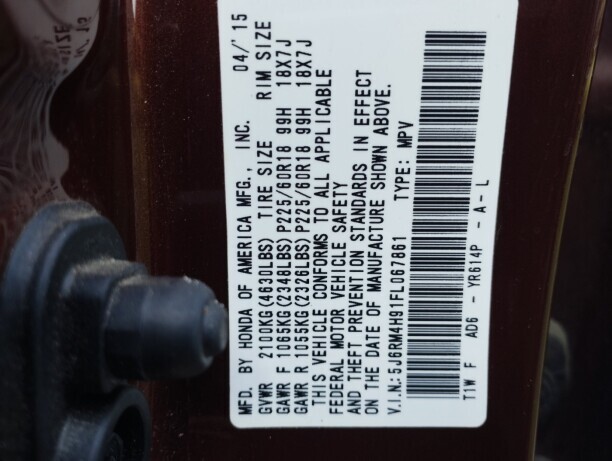 MFD. BY HONDA OF AMERICA MFG., INC. 04/'15
GVWR 2100KG(4630LBS) TIRE SIZE RIM SIZE
GAWR F 1065KG(2348LBS) P225/60R18 99H 18X7J
GAWR R 1055KG(2326LBS) P225/60R18 99H 18X7J
THIS VEHICLE CONFORMS TO ALL APPLICABLE
FEDERAL MOTOR VEHICLE SAFETY
AND THEFT PREVENTION STANDARDS IN EFFECT
ON THE DATE OF MANUFACTURE SHOWN ABOVE.
V.I.N.:5J6RM4H91FL067861 TYPE: MPV
T1W F AD6 - YR614P - A - L